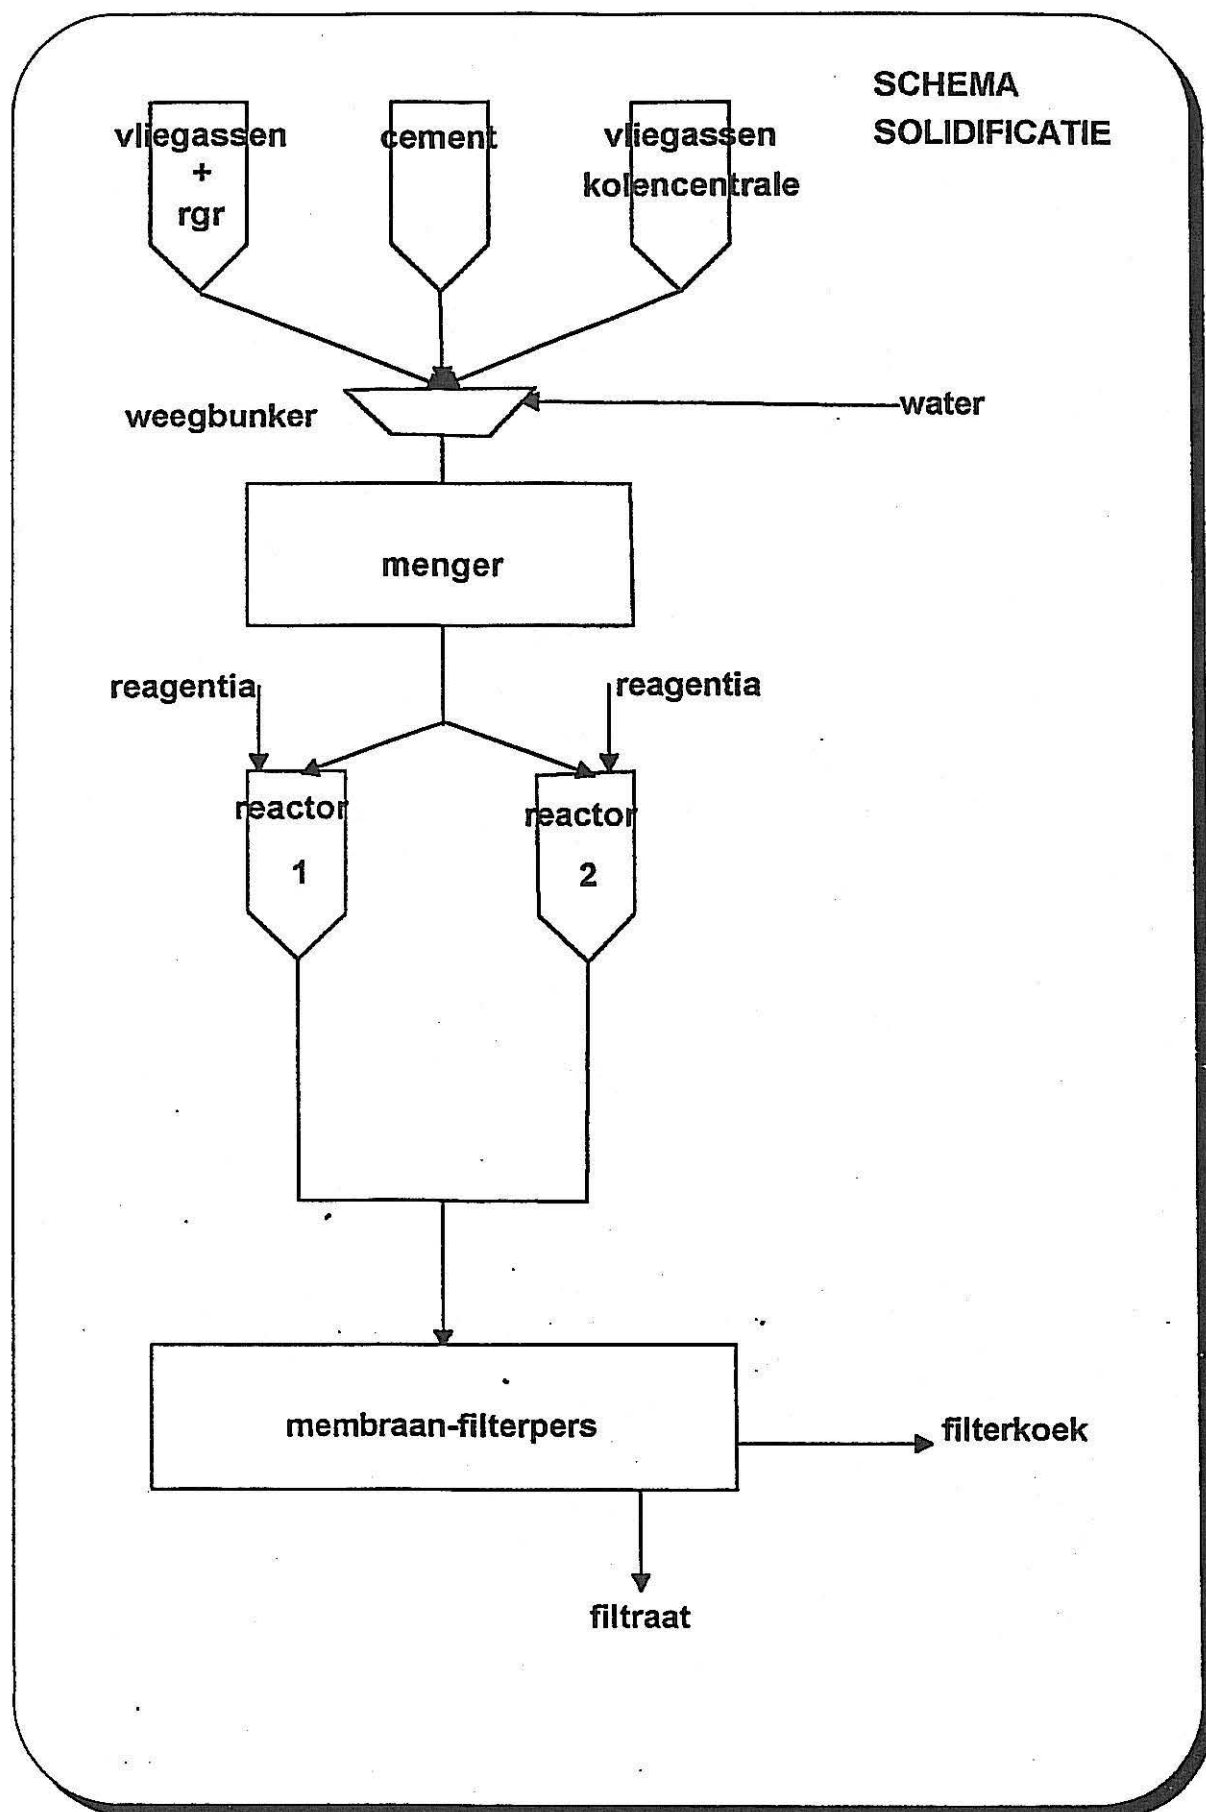 SCHEMA
SOLIDIFICATIE
vliegassen
+
rgr
cement
vliegassen
kolencentrale
weegbunker
water
menger
reagentia
reagentia
reactor
1
reactor
2
membraan-filterpers
filterkoek
filtraat